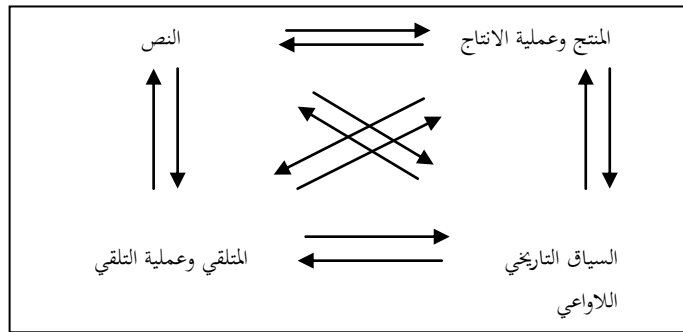 المنتج وعملية الانتاج
النص
السياق التاريخي
اللاواعي
المتلقي وعملية التلقي